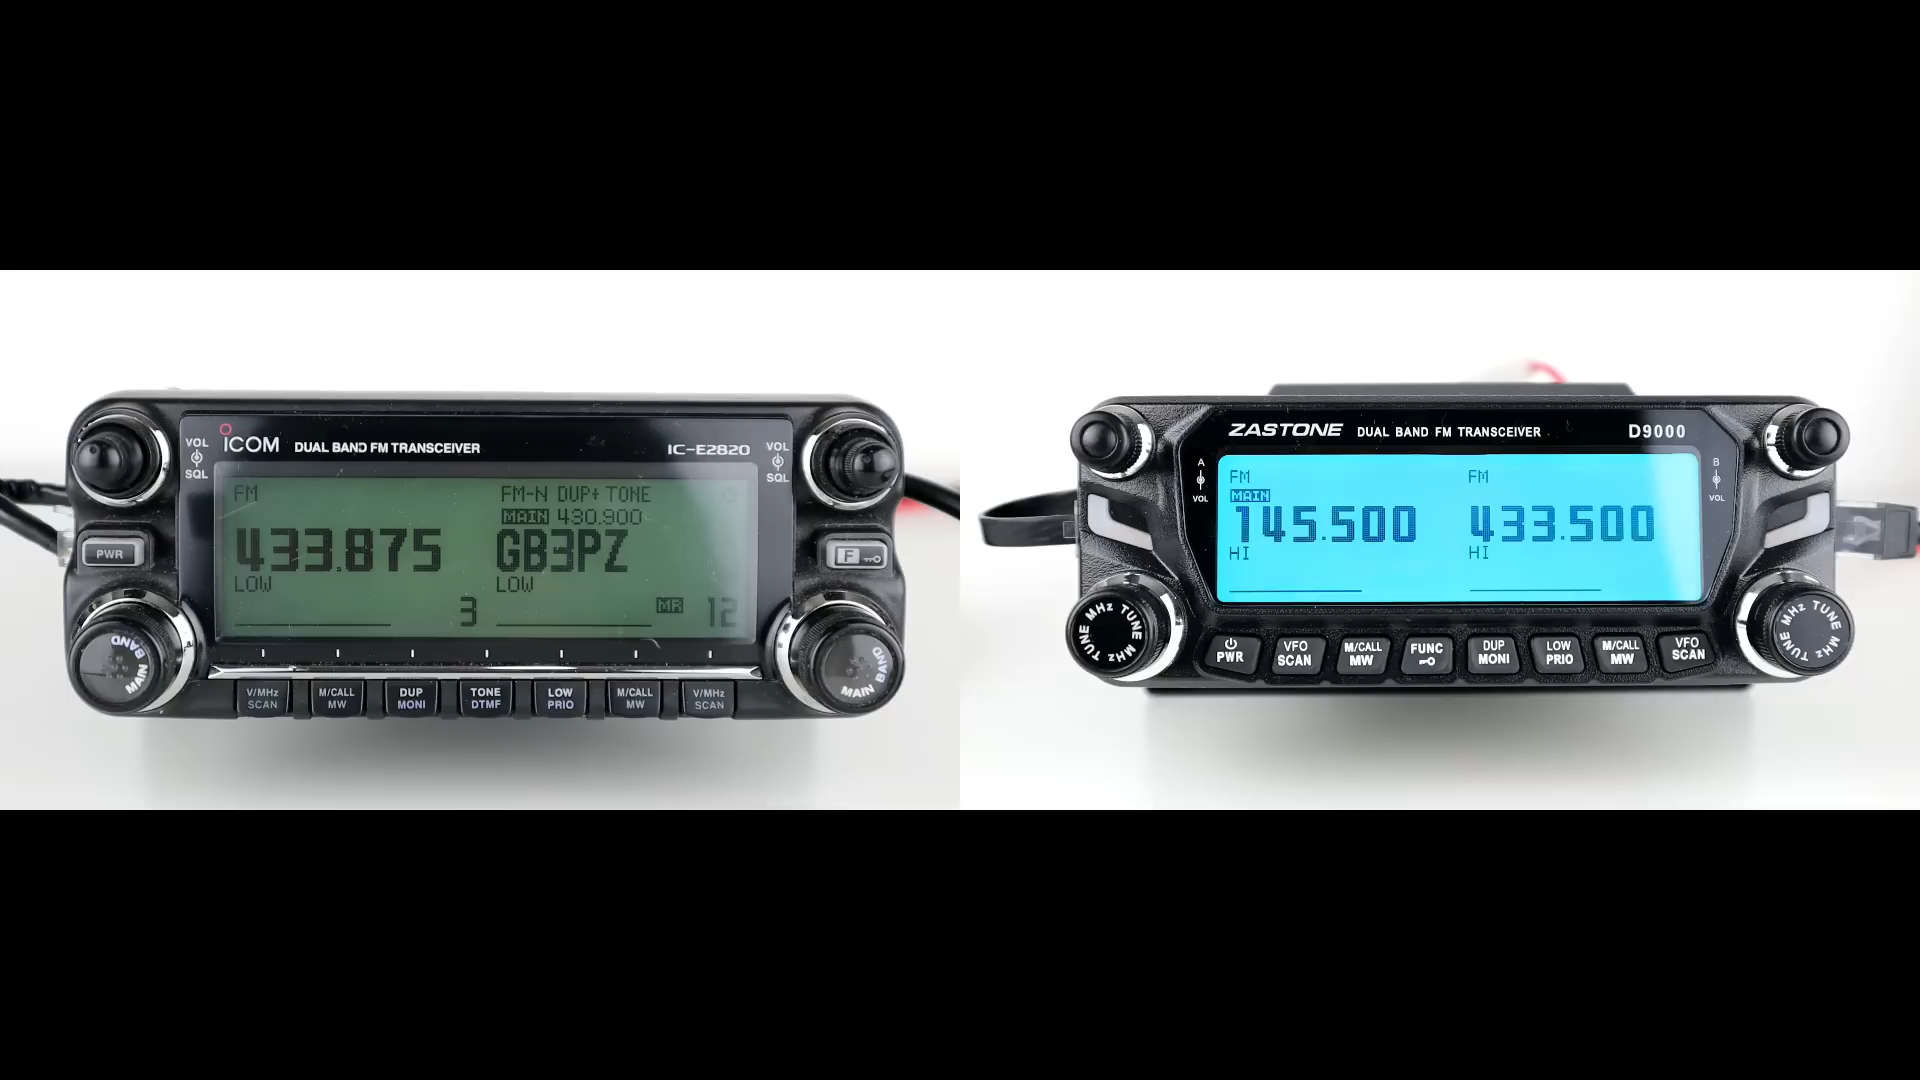 ICOM DUAL BAND FM TRANSCEIVER IC-E2820
VOL
SQL
VOL
SQL
FM
433.875
LOW
3
FM-N DUP+ TONE
MAIN 430.900
GB3PZ
LOW
MR 12
PWR
F
MAIN BAND
MAIN BAND
V/MHz
SCAN
M/CALL
MW
DUP
MONI
TONE
DTMF
LOW
PRIO
M/CALL
MW
V/MHz
SCAN
ZASTONE DUAL BAND FM TRANSCEIVER D9000
A
VOL
B
VOL
FM
MAIN
145.500
HI
FM
433.500
HI
TUNE MHz TUNE MHz
TUNE MHz TUNE MHz
PWR
VFO
SCAN
M/CALL
MW
FUNC
DUP
MONI
LOW
PRIO
M/CALL
MW
VFO
SCAN